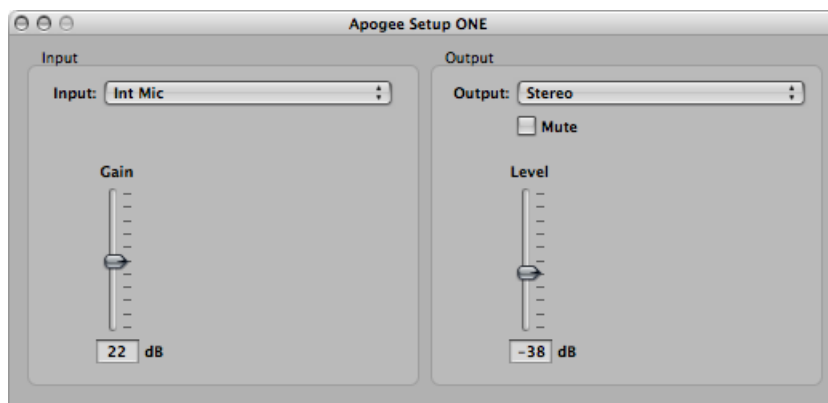 Apogee Setup ONE
Input
Input: Int Mic
Gain
22 dB
Output
Output: Stereo
Mute
Level
-38 dB